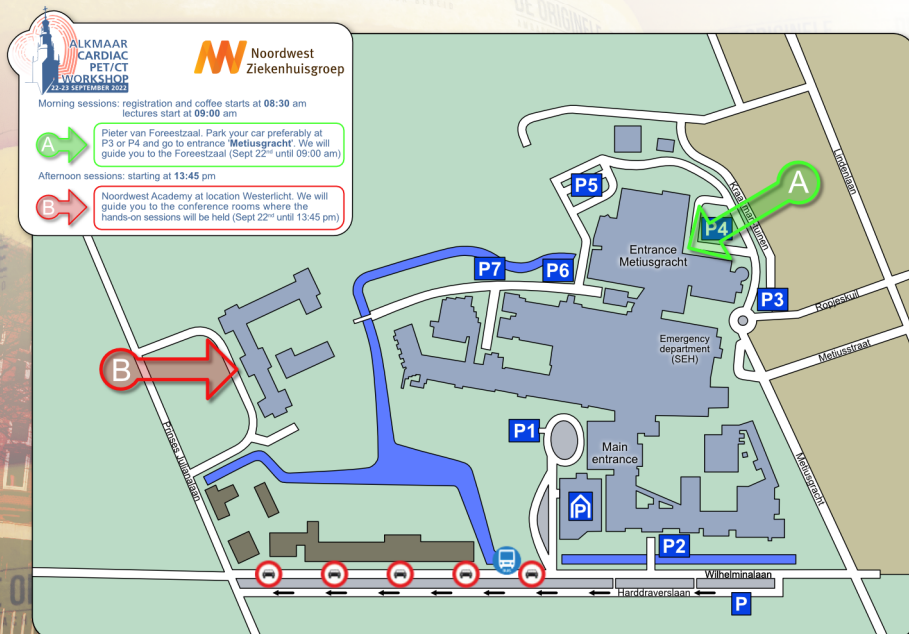 DE ORIGINELE
ALKMAAR
CARDIAC
PET/CT
WORKSHOP
22-23 SEPTEMBER 2022
Noordwest
Ziekenhuisgroep
Morning sessions: registration and coffee starts at 08:30 am
lectures start at 09:00 am
A
Pieter van Foreestzaal. Park your car preferably at
P3 or P4 and go to entrance 'Metiusgracht'. We will
guide you to the Foreestzaal (Sept 22nd until 09:00 am)
Afternoon sessions: starting at 13:45 pm
B
Noordwest Academy at location Westerlicht. We will
guide you to the conference rooms where the
hands-on sessions will be held (Sept 22nd until 13:45 pm)
Lindenlaan
P5
A
P4
Entrance
Metiusgracht
P7
P6
P3
Ropjeskuil
Emergency
department
(SEH)
Metiusstraat
B
Prinses Julianalaan
P1
Main
entrance
Metiusgracht
P
P2
Wilhelminalaan
Harddraverslaan
P